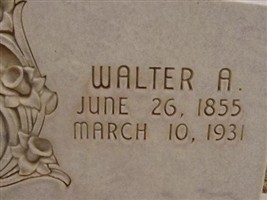 WALTER A.
JUNE 26, 1855
MARCH 10, 1931